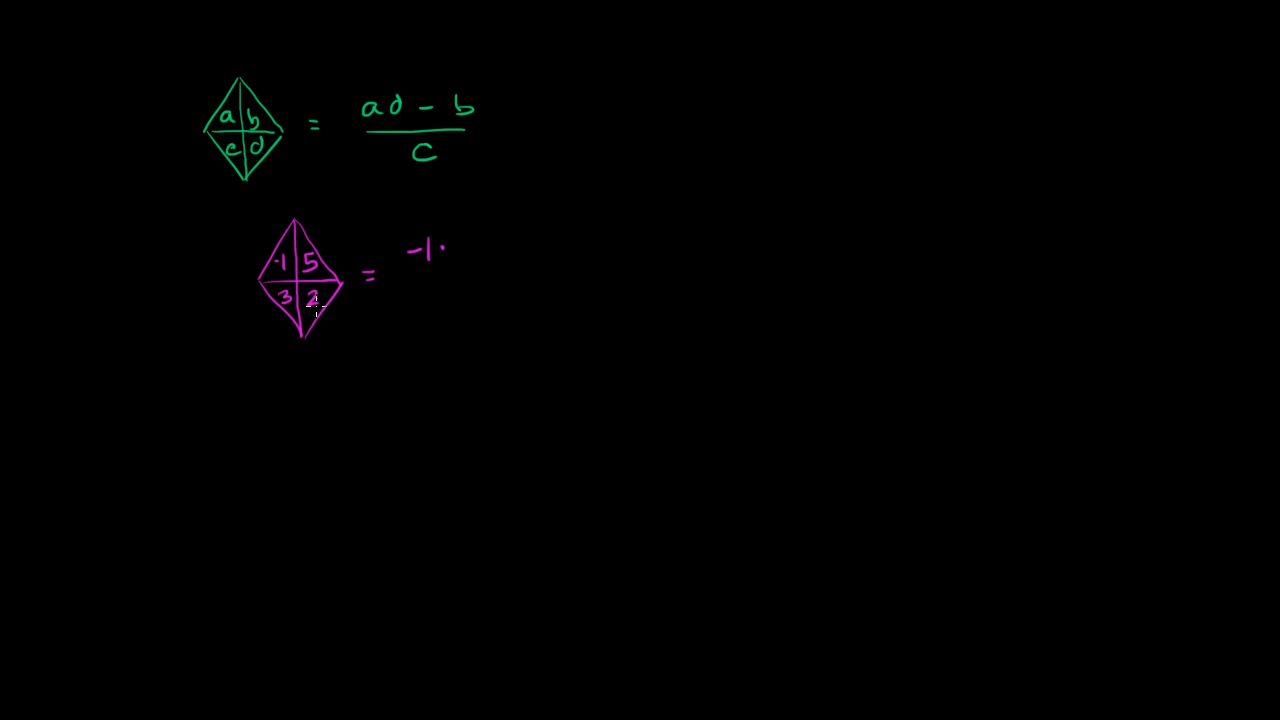 a b
c d
= ad - b
c
-1 5
3 2
= -1 ·